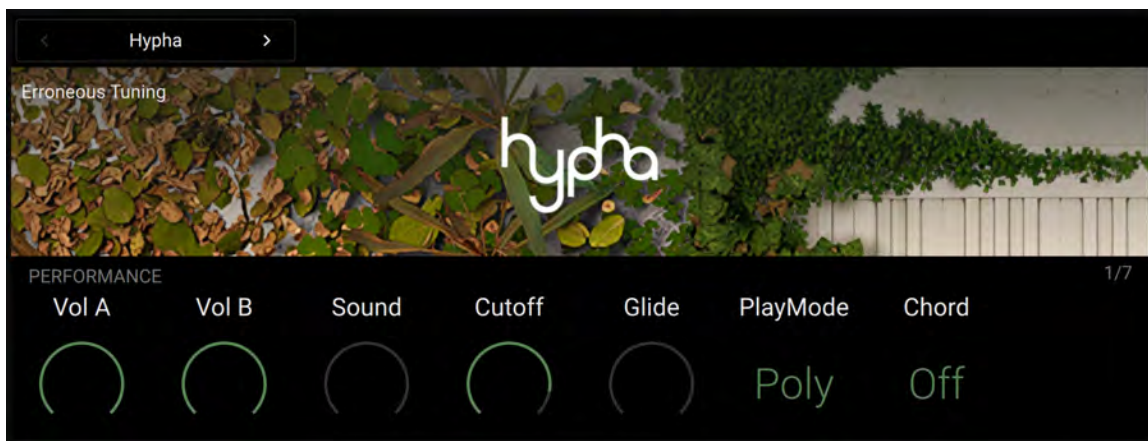 Hypha
Erroneous Tuning
hypha
PERFORMANCE
1/7
Vol A Vol B Sound Cutoff Glide PlayMode Chord
Poly Off